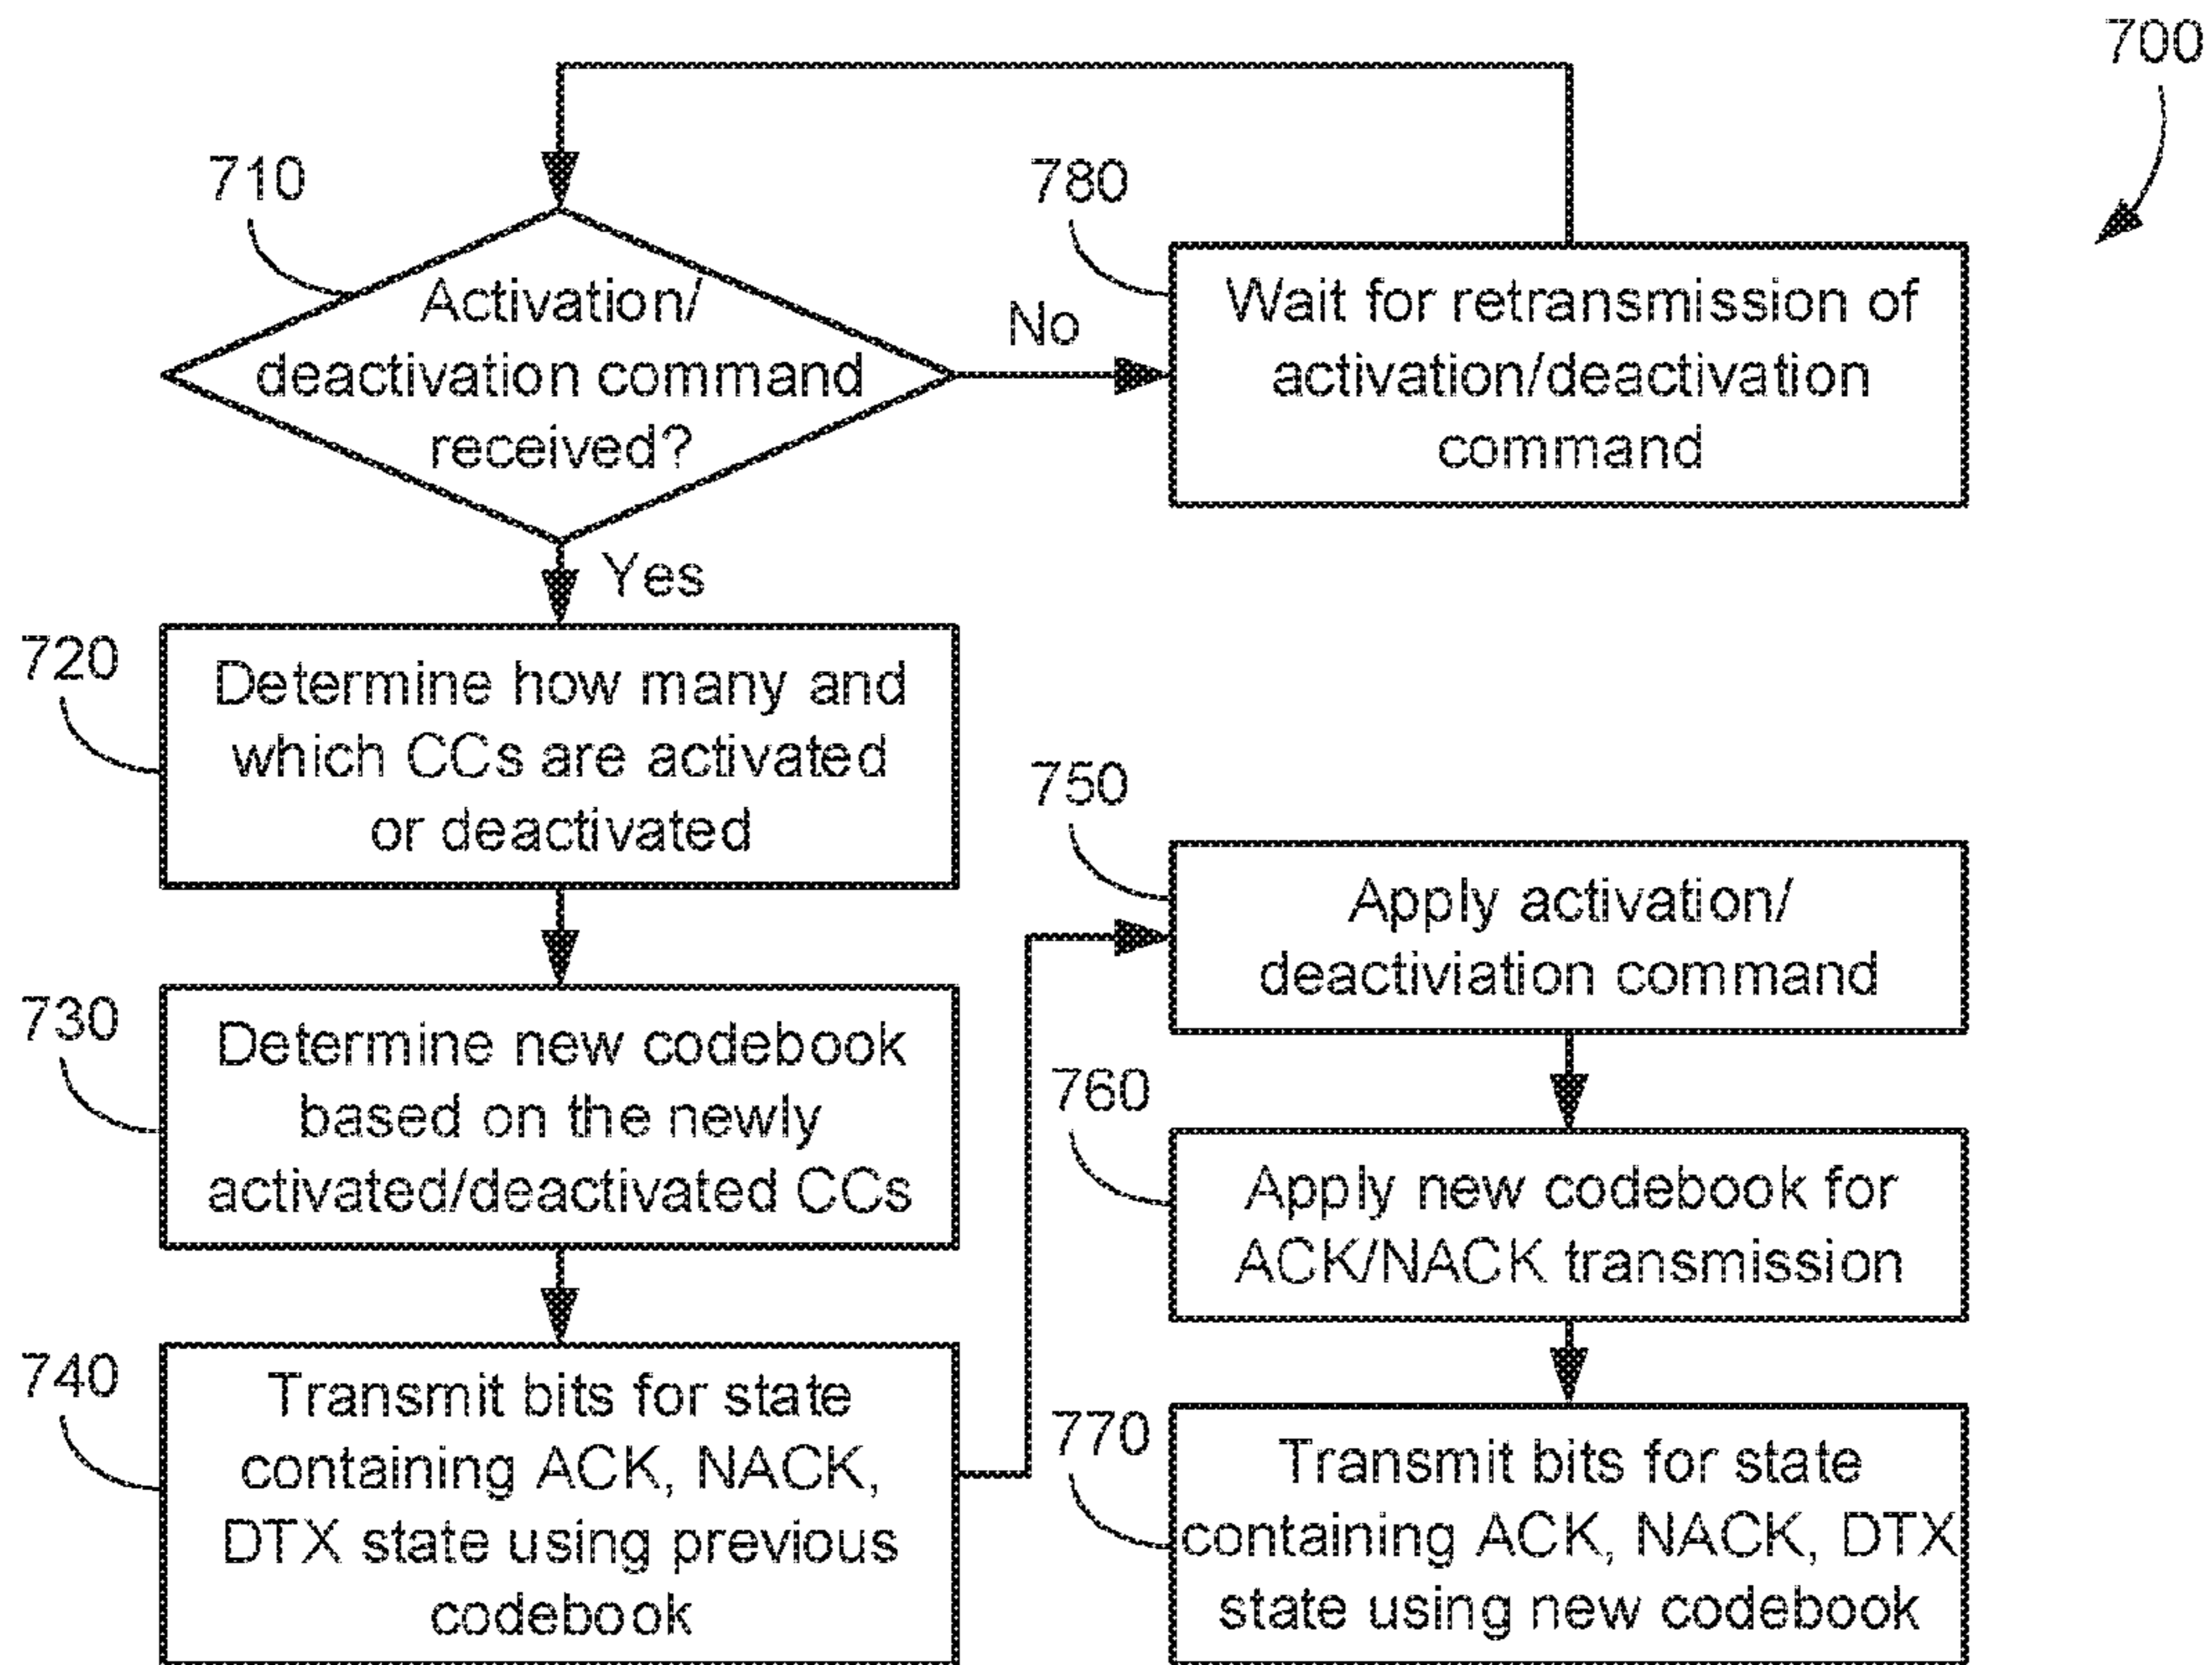 700
710
Activation/
deactivation command
received?
No
780
Wait for retransmission of
activation/deactivation
command
Yes
720
Determine how many and
which CCs are activated
or deactivated
730
Determine new codebook
based on the newly
activated/deactivated CCs
740
Transmit bits for state
containing ACK, NACK,
DTX state using previous
codebook
750
Apply activation/
deactiviation command
760
Apply new codebook for
ACK/NACK transmission
770
Transmit bits for state
containing ACK, NACK, DTX
state using new codebook